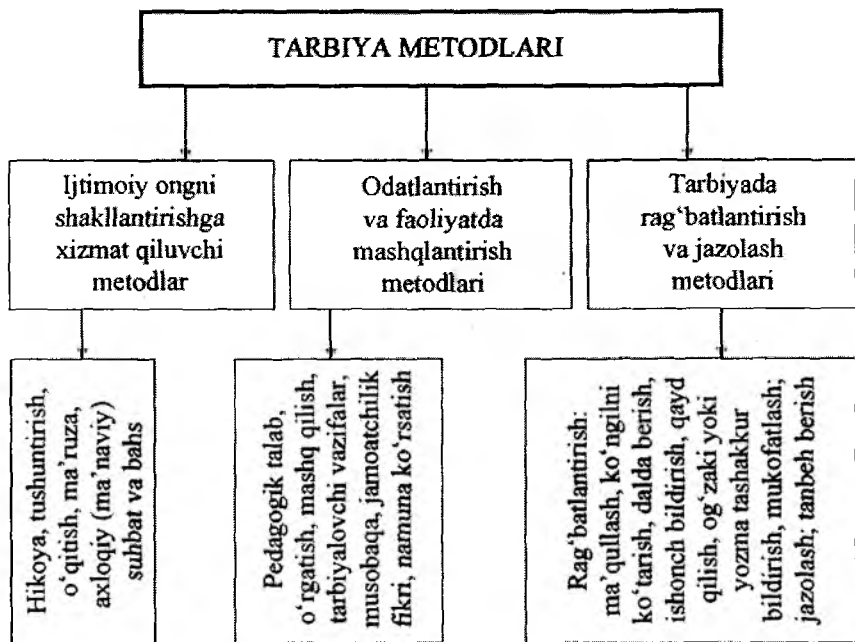 TARBIYA METODLARI
Ijtimoiy ongni
shakllantirishga
xizmat qiluvchi
metodlar
Odatlantirish
va faoliyatda
mashqlantirish
metodlari
Tarbiyada
rag‘batlantirish
va jazolash
metodlari
Hikoya, tushuntirish,
o‘qitish, ma’ruza,
axloqiy (ma’naviy)
suhbat va bahs
Pedagogik talab,
o‘rgatish, mashq qilish,
tarbiyalovchi vazifalar,
musobaqa, jamoatchilik
fikri, namuna ko‘rsatish
Rag‘batlantirish:
ma’qullash, ko‘ngilni
ko‘tarish, dalda berish,
ishonch bildirish, qayd
qilish, og‘zaki yoki
yozma tashakkur
bildirish, mukofatlash;
jazolash; tanbeh berish